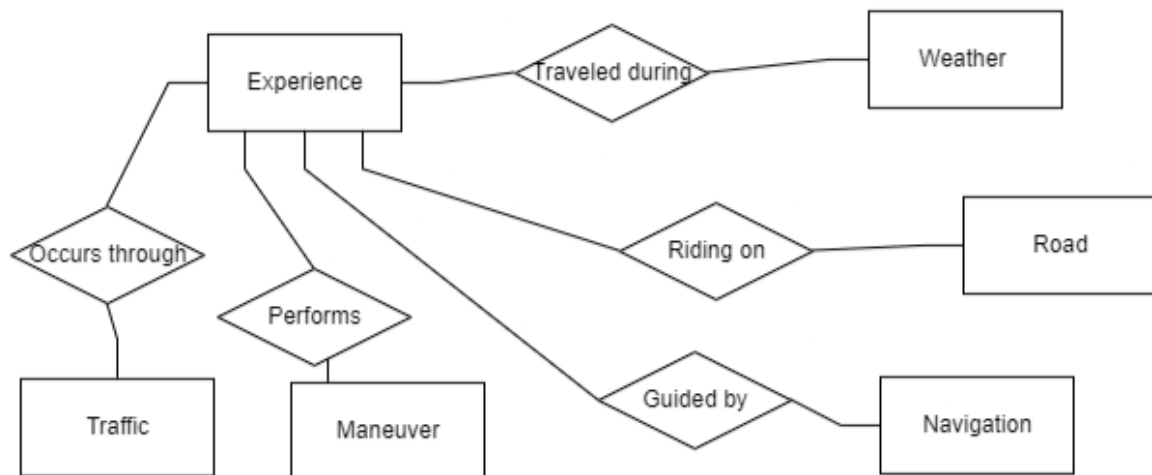 Experience
Traveled during
Weather
Occurs through
Riding on
Road
Performs
Guided by
Traffic
Maneuver
Navigation